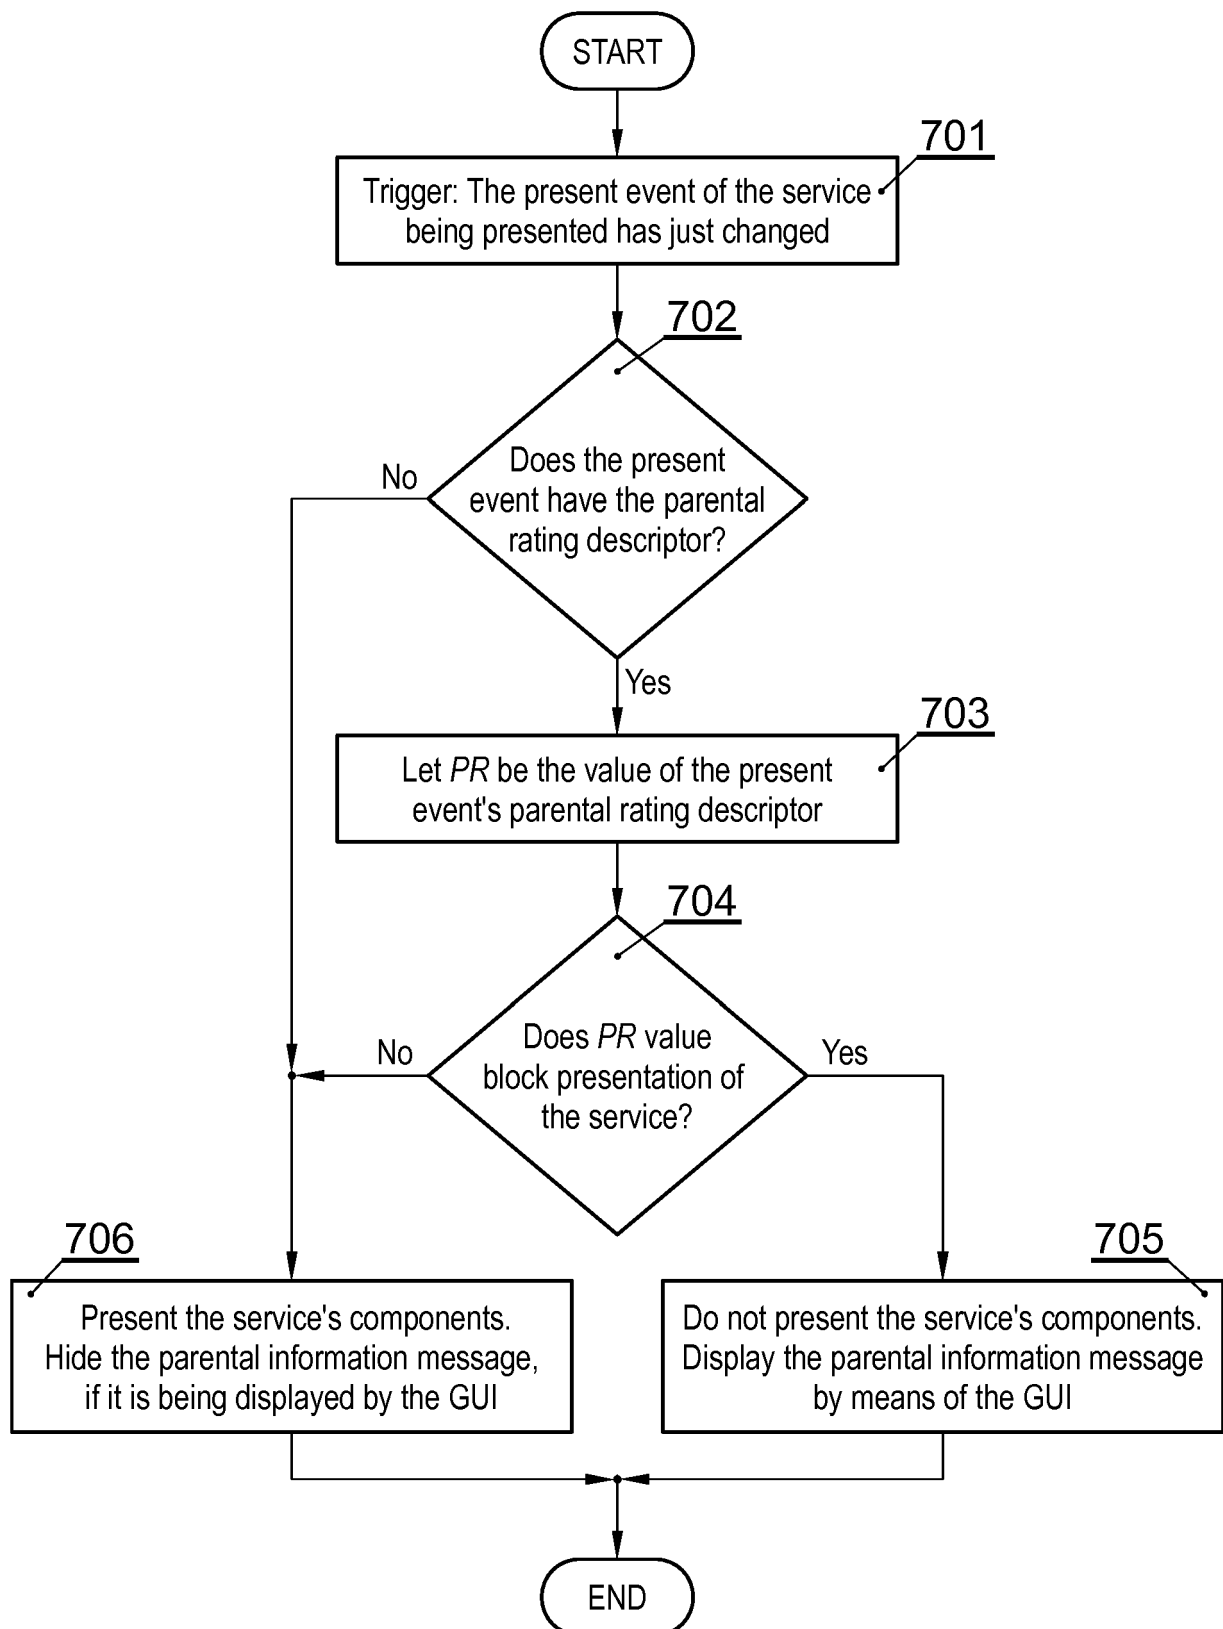 START
701
Trigger: The present event of the service
being presented has just changed
702
Does the present
event have the parental
rating descriptor?
No
Yes
703
Let PR be the value of the present
event's parental rating descriptor
704
Does PR value
block presentation of
the service?
No
Yes
706
Present the service's components.
Hide the parental information message,
if it is being displayed by the GUI
705
Do not present the service's components.
Display the parental information message
by means of the GUI
END